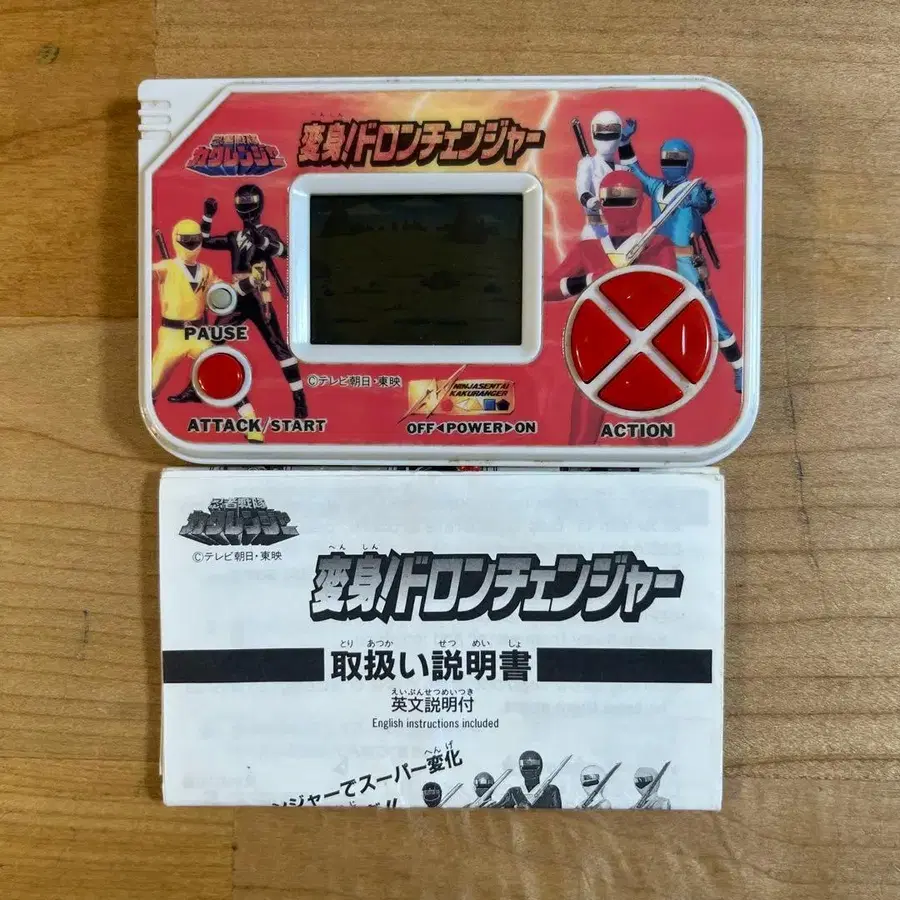 忍者戦隊
カクレンジャー
へんしん
変身!ドロンチェンジャー
PAUSE
ATTACK/START
©テレビ朝日・東映
NINJASENTAI
KAKURANGER
OFF◀POWER▶ON
ACTION
忍者戦隊
カクレンジャー
©テレビ朝日・東映
へんしん
変身!ドロンチェンジャー
とりあつかせつめいしょ
取扱い説明書
えいぶんせつめいつき
英文説明付
English instructions included
へんげ
ンジャーでスーパー変化